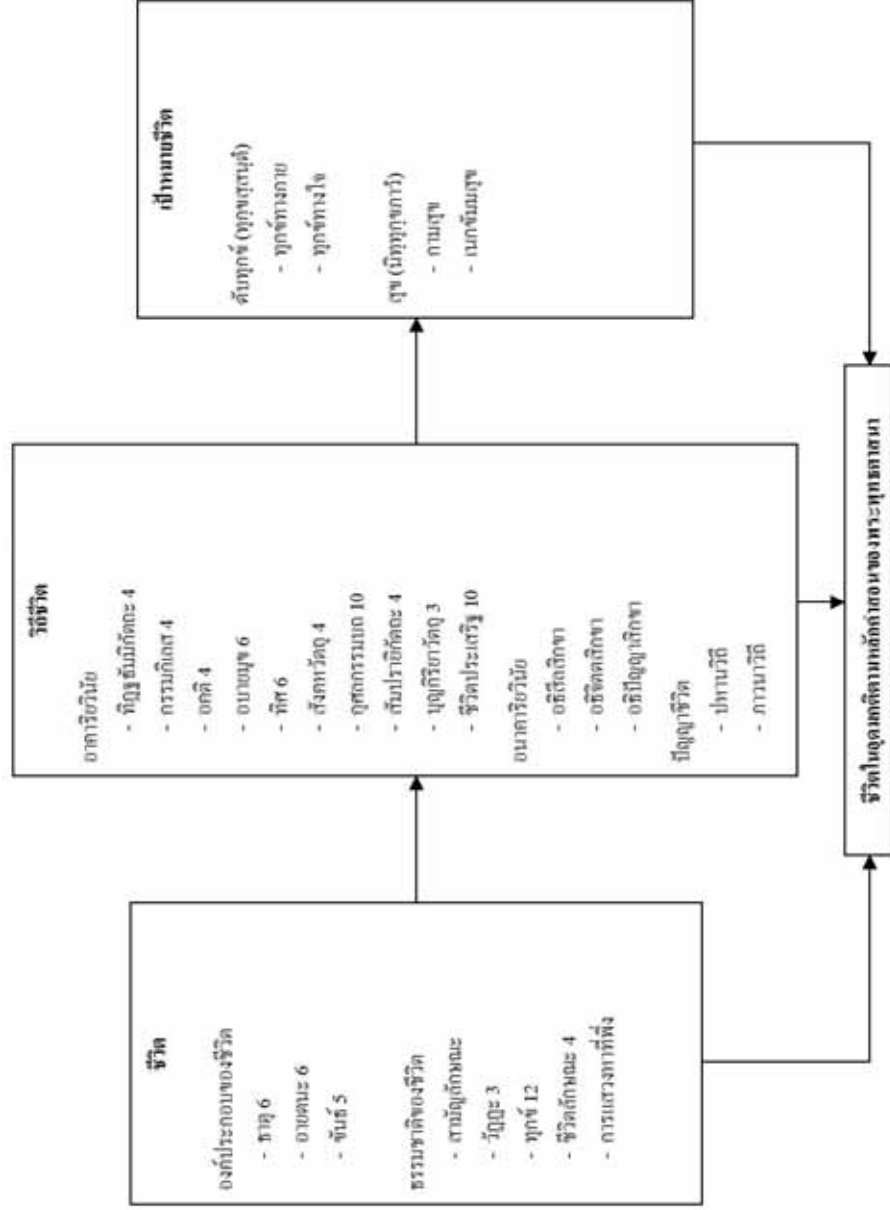 ชีวิต
องค์ประกอบของชีวิต
- ธาตุ 6
- อายตนะ 6
- ขันธ์ 5
ธรรมชาติของชีวิต
- สามัญลักษณะ
- วัฏฏะ 3
- ทุกข์ 12
- ชีวิตลักษณะ 4
- การแสวงหาที่พึ่ง
วิถีชีวิต
อาคาริยวินัย
- ทิฏฐธัมมิกัตถะ 4
- กรรมกิเลส 4
- อคติ 4
- อบายมุข 6
- ทิศ 6
- สังคหวัตถุ 4
- กุศลกรรมบถ 10
- สัมปรายิกัตถะ 4
- บุญกิริยาวัตถุ 3
- ชีวิตประเสริฐ 10
อนาคาริยวินัย
- อธิศีลสิกขา
- อธิจิตตสิกขา
- อธิปัญญาสิกขา
ปัญญาชีวิต
- ปหานวิถี
- ภาวนาวิถี
เป้าหมายชีวิต
ดับทุกข์
- ทุกข์ทางกาย
- ทุกข์ทางใจ
สุข
- กามสุข
- เนกขัมมสุข
ชีวิตในอุดมคติตามหลักคำสอนของพระพุทธศาสนา